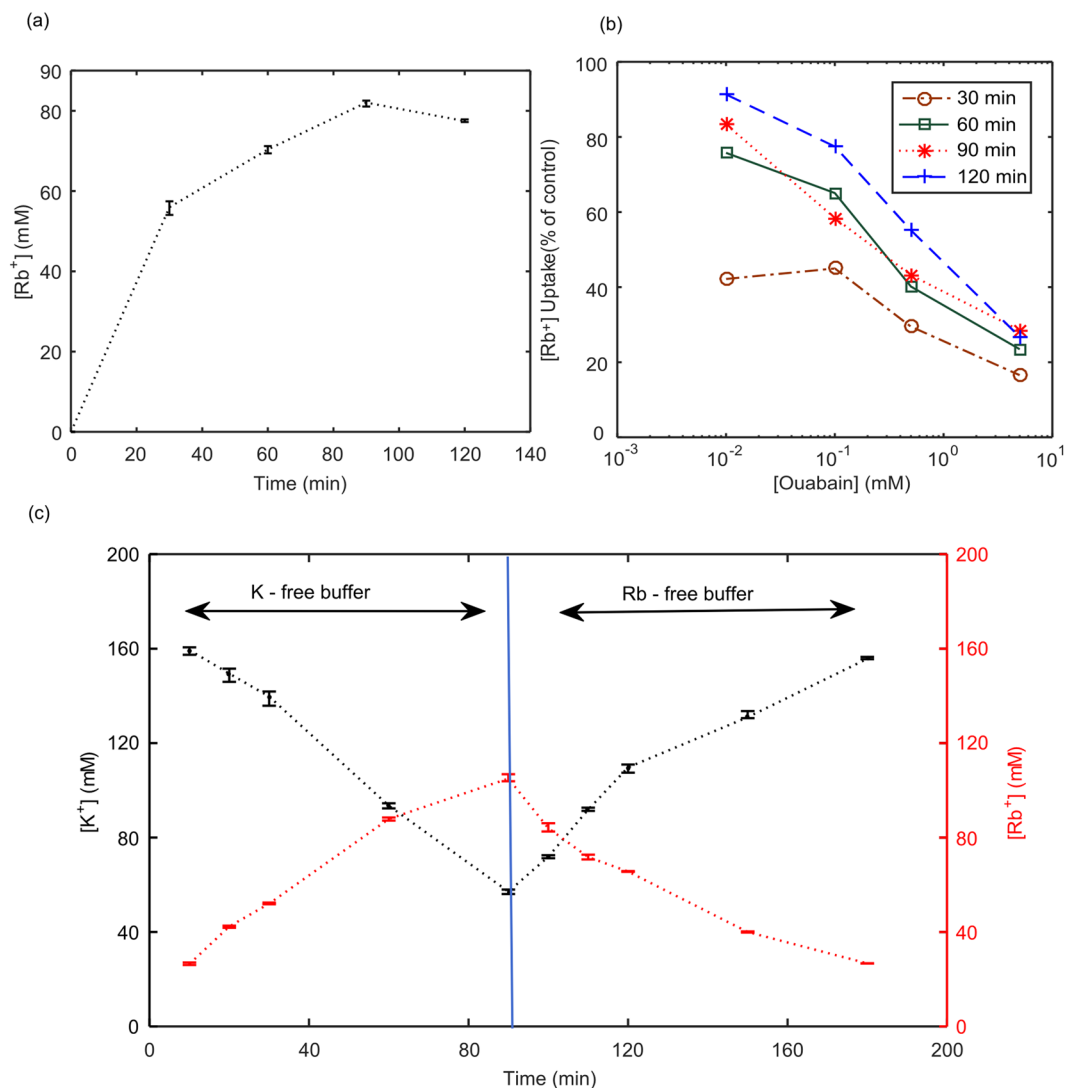 (a)
90
80
60
40
20
0
0 20 40 60 80 100 120 140
[Rb+] (mM)
Time (min)
(b)
100
80
60
40
20
0
10-3 10-2 10-1 100 101
[Rb+] Uptake(% of control)
[Ouabain] (mM)
30 min
60 min
90 min
120 min
(c)
200
160
120
80
40
0
0 40 80 120 160 200
[K+] (mM)
Time (min)
K - free buffer
Rb - free buffer
200
160
120
80
40
0
[Rb+] (mM)